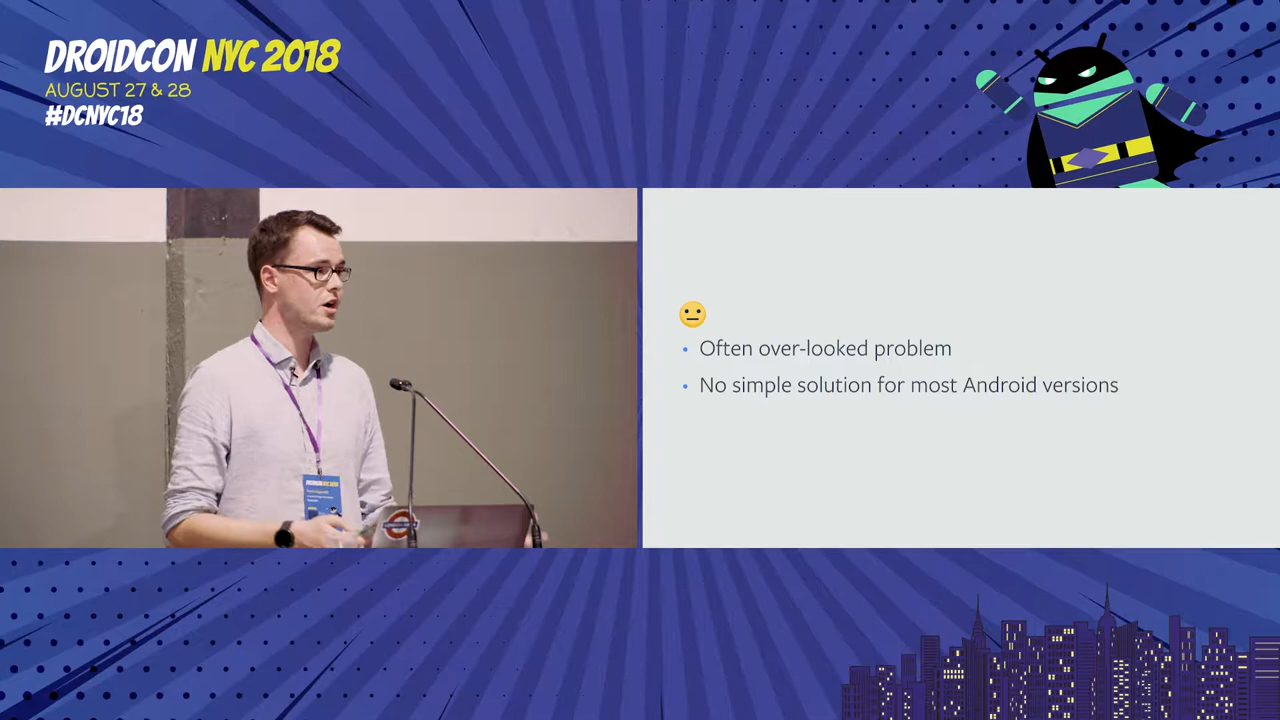 DROIDCON NYC 2018
AUGUST 27 & 28
#DCNYC18
• Often over-looked problem
• No simple solution for most Android versions